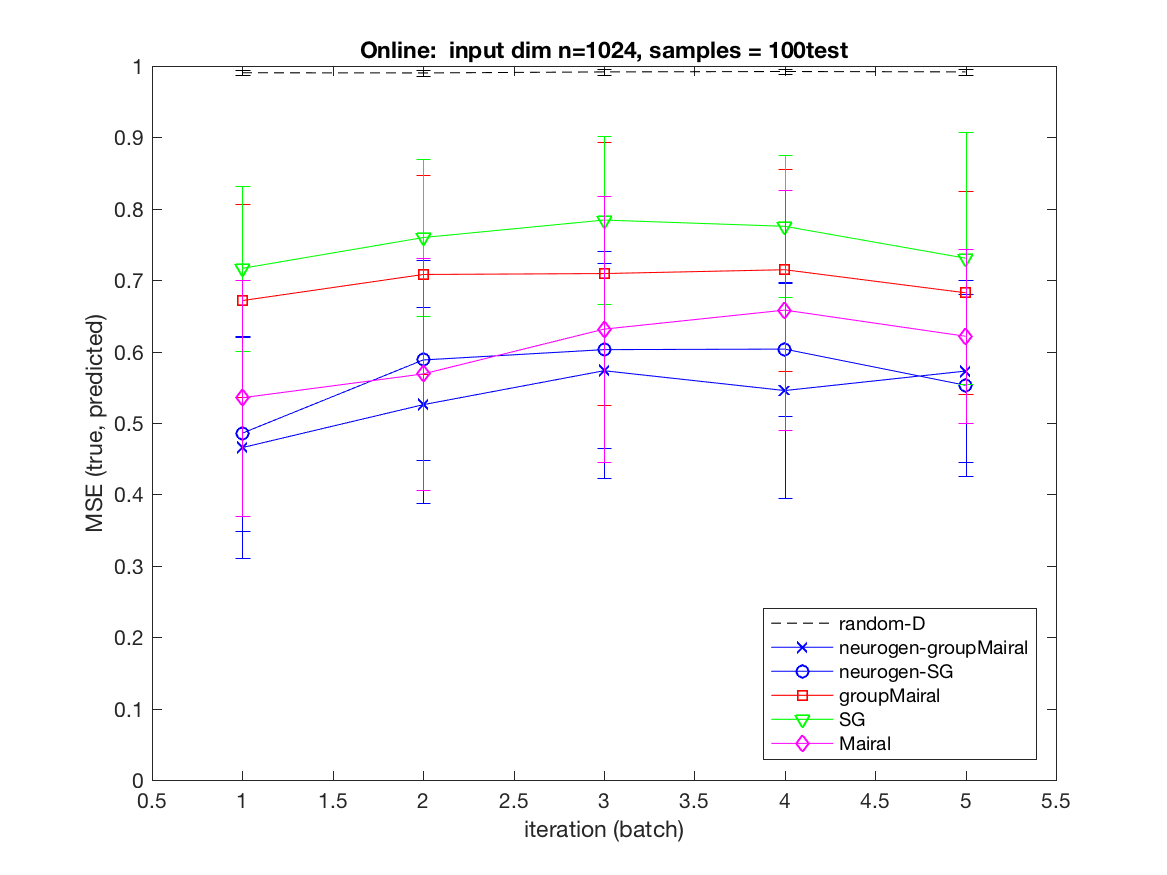 Online:  input dim n=1024, samples = 100test
1
0.9
0.8
0.7
0.6
0.5
0.4
0.3
0.2
0.1
0
MSE (true, predicted)
random-D
neurogen-groupMairal
neurogen-SG
groupMairal
SG
Mairal
0.5 1 1.5 2 2.5 3 3.5 4 4.5 5 5.5
iteration (batch)